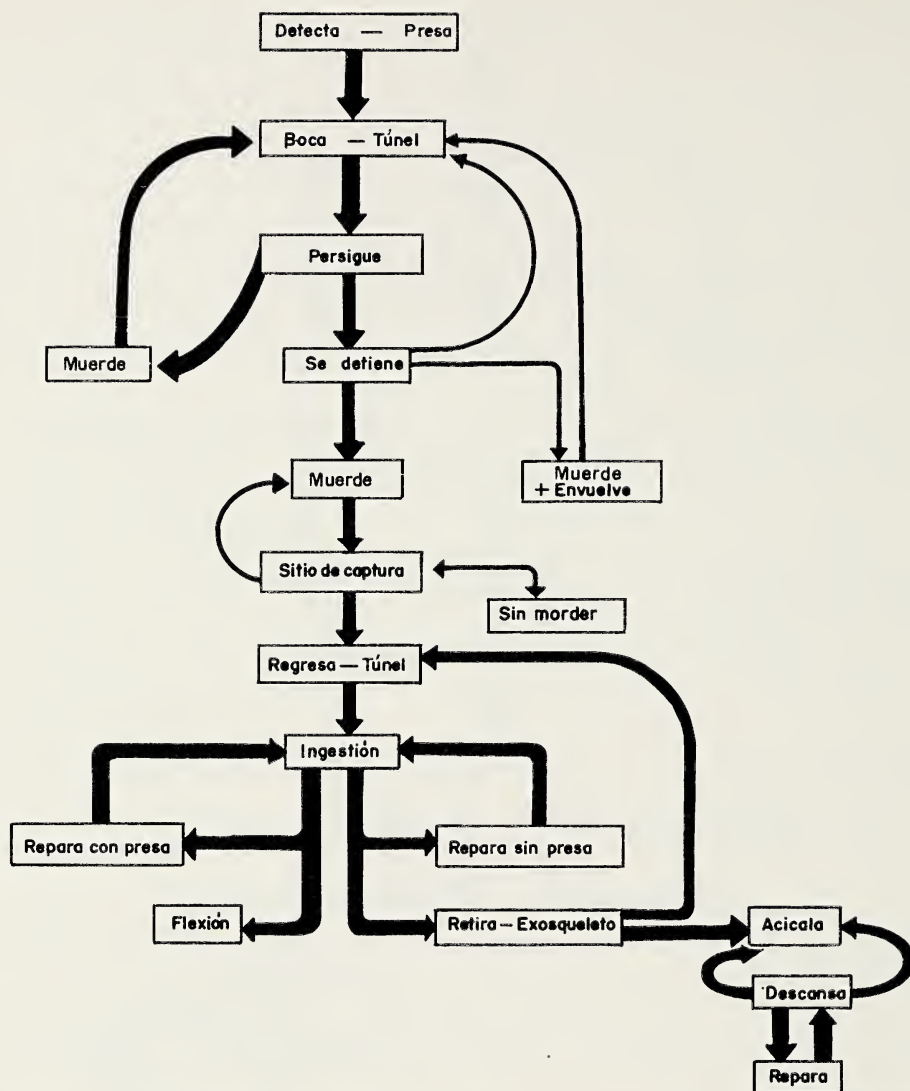 Detecta — Presa
Boca — Túnel
Persigue
Muerde
Se detiene
Muerde
Muerde
+ Envuelve
Sitio de captura
Sin morder
Regresa — Túnel
Ingestión
Repara con presa
Repara sin presa
Flexión
Retira — Exosqueleto
Acicala
Descansa
Repara